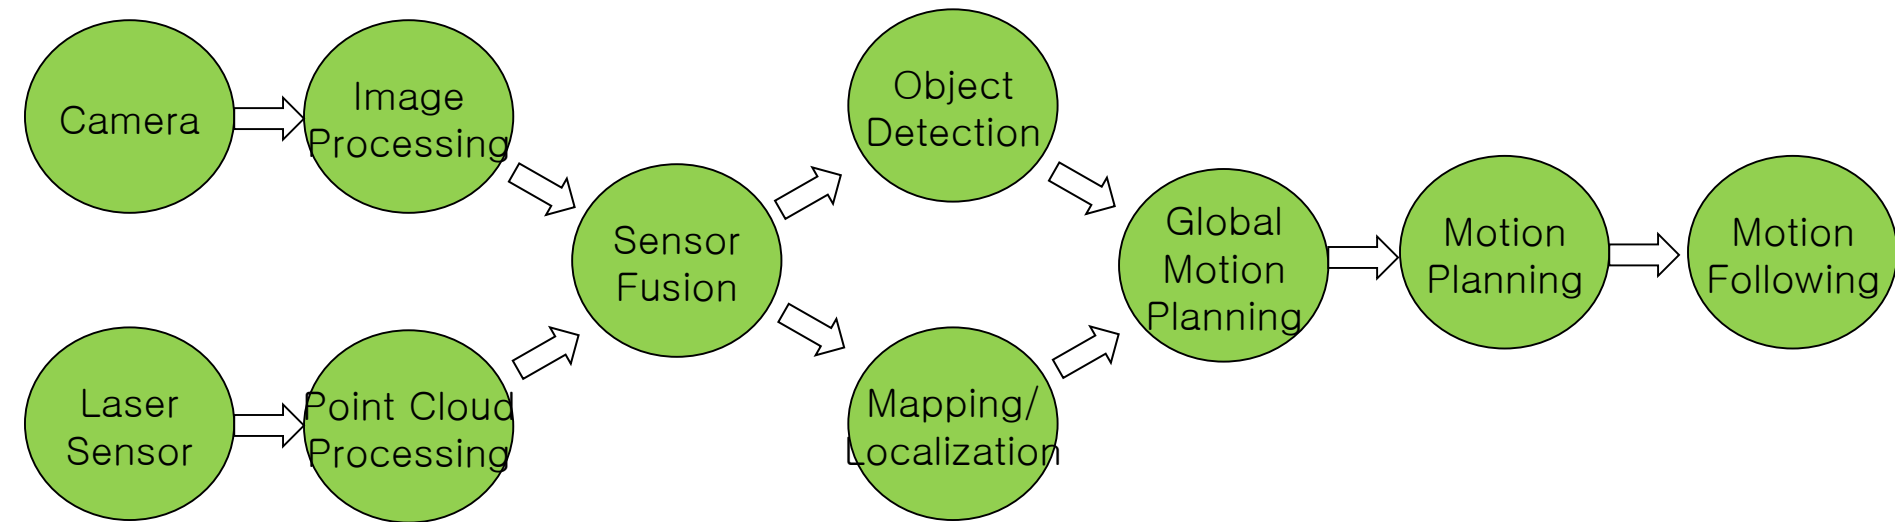 Camera
Image
Processing
Laser
Sensor
Point Cloud
Processing
Sensor
Fusion
Object
Detection
Mapping/
Localization
Global
Motion
Planning
Motion
Planning
Motion
Following